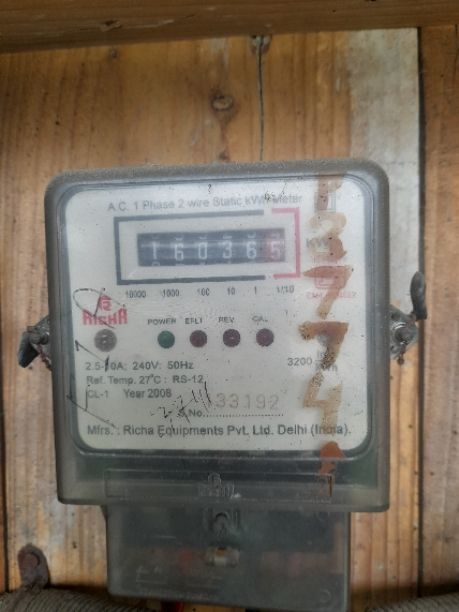 A.C. 1 Phase 2 wire Static kWh Meter
160365
kWh
10000 1000 100 10 1 1/10
RICHA
POWER EFL1 REV CAL
2.5-10A; 240V: 50Hz
3200
Ref. Temp. 27°C : RS-12
CL-1 Year 2008
S.No. 33192
Mfrs. : Richa Equipments Pvt. Ltd. Delhi (India).